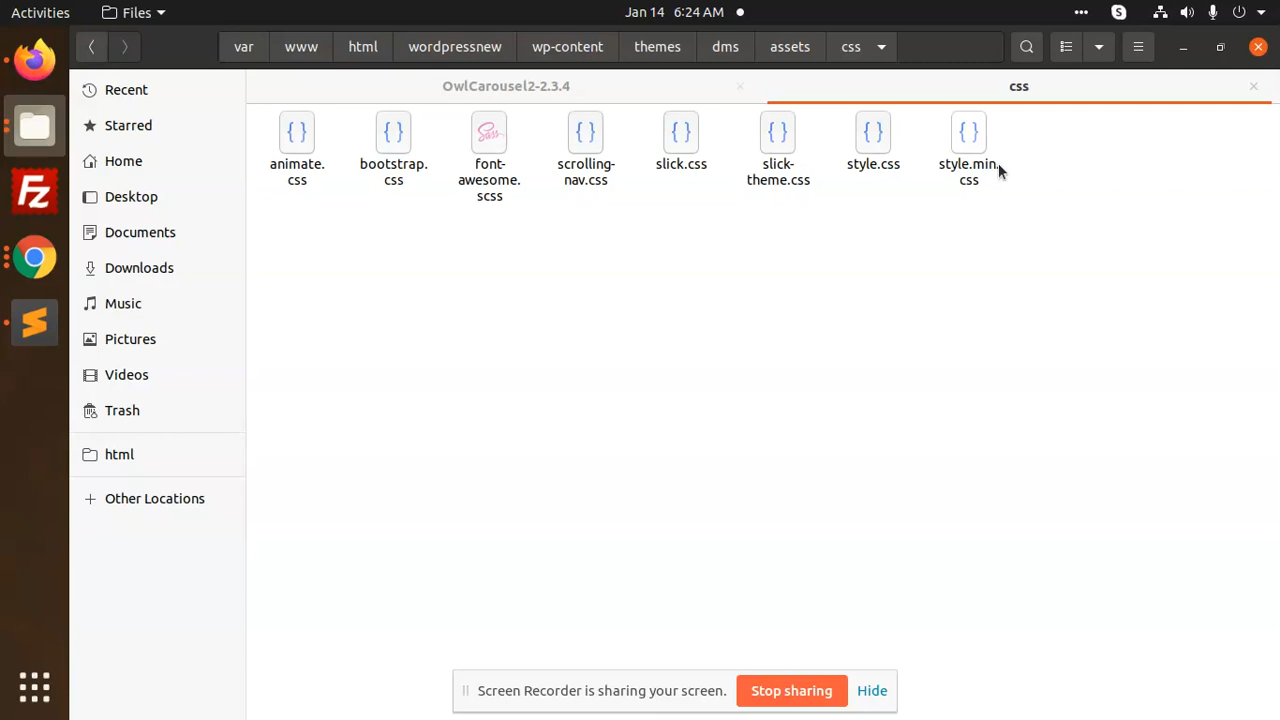 Activities
Files
Jan 14 6:24 AM
var
www
html
wordpressnew
wp-content
themes
dms
assets
css
OwlCarousel2-2.3.4
css
Recent
Starred
Home
Desktop
Documents
Downloads
Music
Pictures
Videos
Trash
html
Other Locations
animate.
css
bootstrap.
css
font-
awesome.
scss
scrolling-
nav.css
slick.css
slick-
theme.css
style.css
style.min.
css
Sass
Fz
S
Screen Recorder is sharing your screen.
Stop sharing
Hide